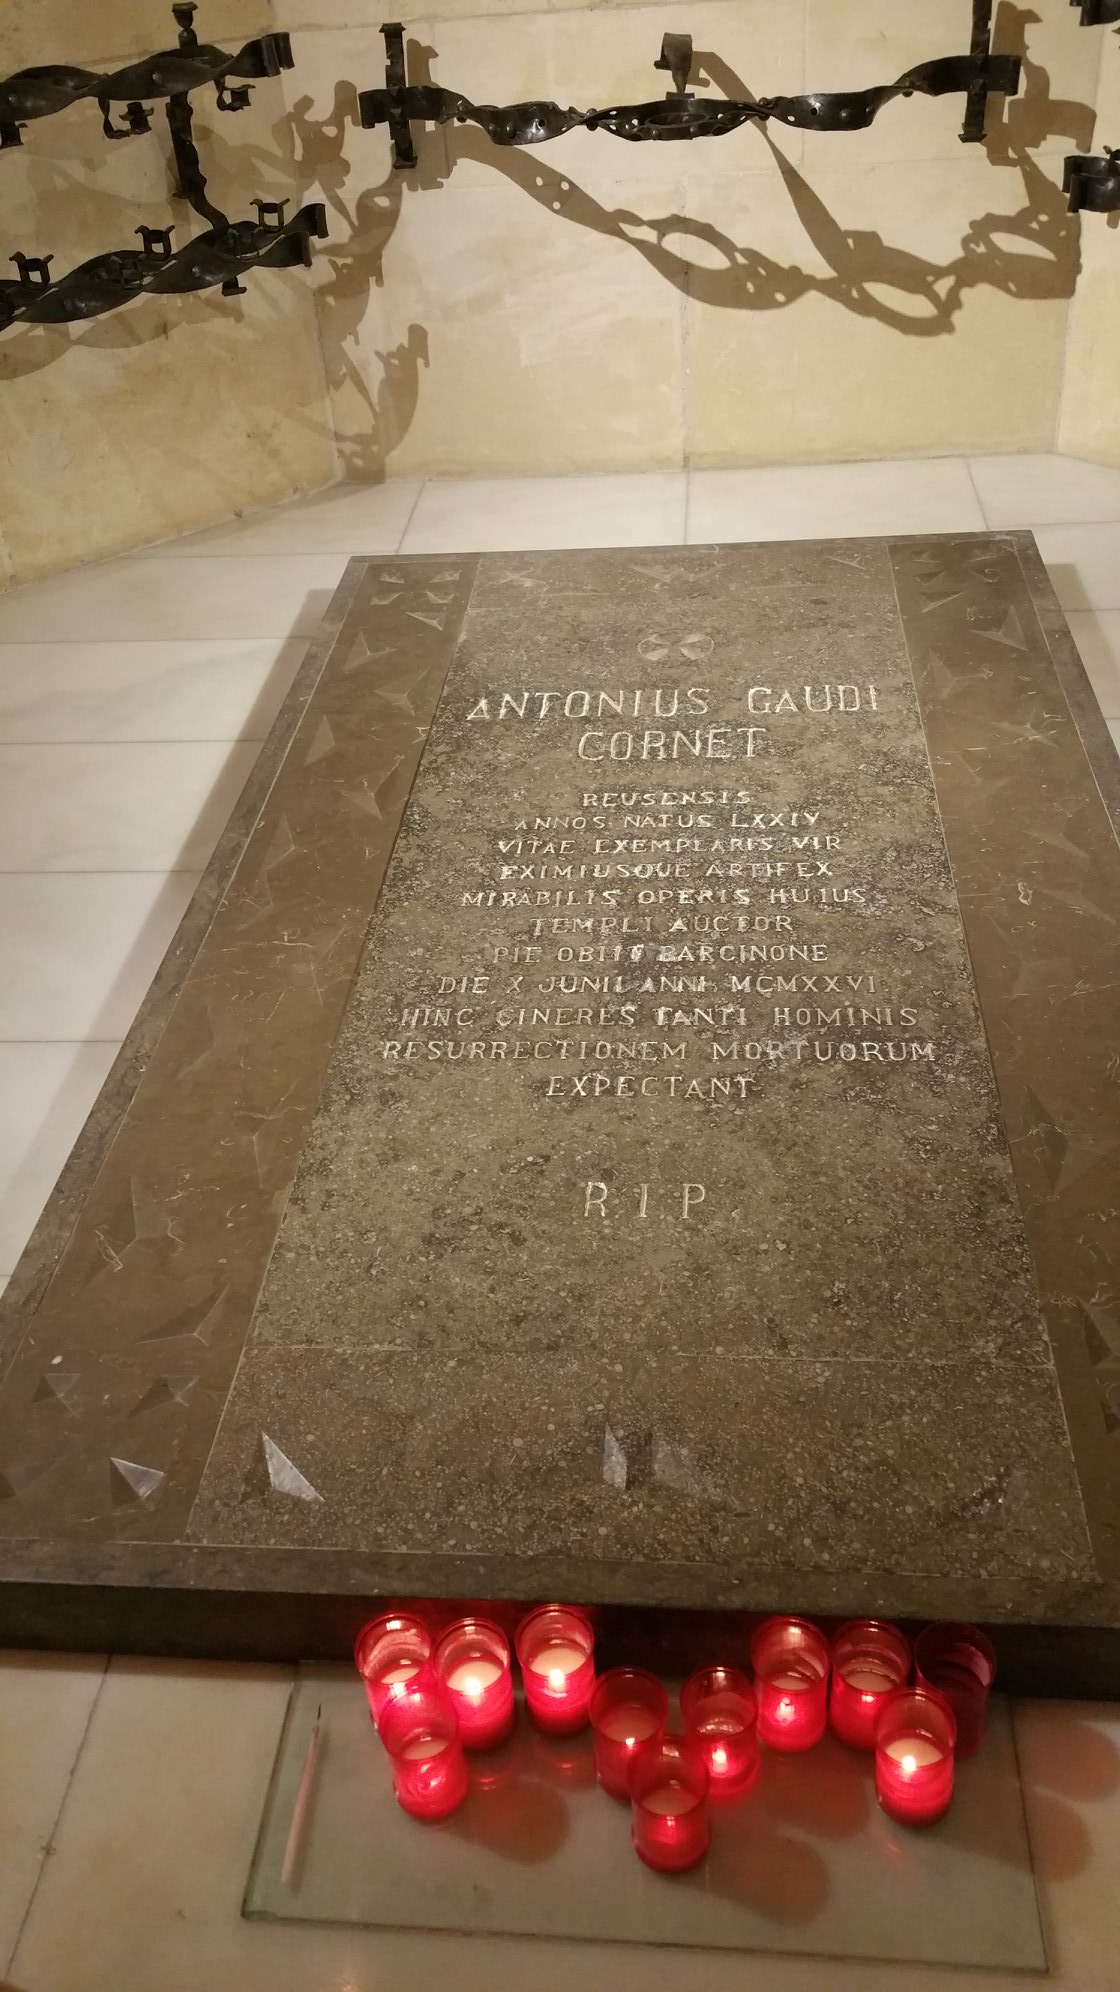 ANTONIUS GAUDI
CORNET
REUSENSIS
ANNOS NATUS LXXIV
VITAE EXEMPLARIS VIR
EXIMIUSQUE ARTIFEX
MIRABILIS OPERIS HUIUS
TEMPLI AUCTOR
PIE OBIIT BARCINONE
DIE X JUNII ANNI MCMXXVI
HINC CINERES TANTI HOMINIS
RESURRECTIONEM MORTUORUM
EXPECTANT
R I P